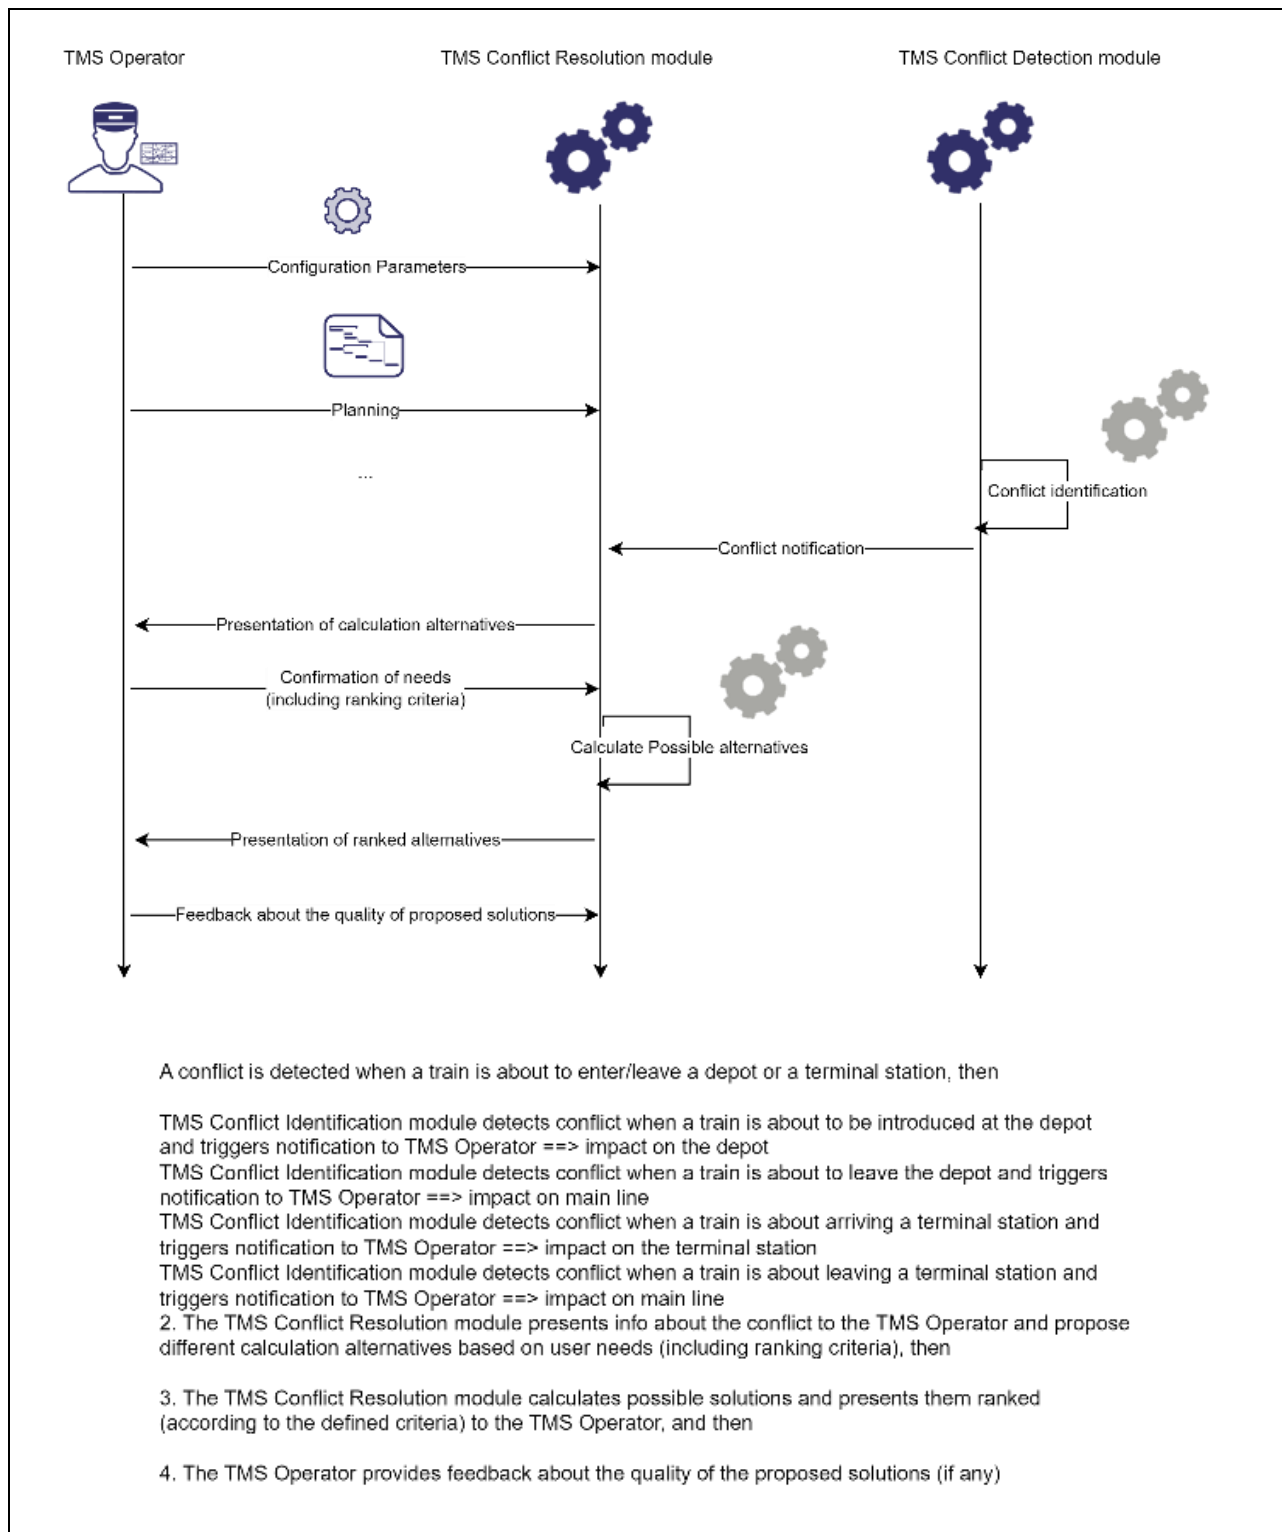 TMS Operator
TMS Conflict Resolution module
TMS Conflict Detection module
Configuration Parameters
Planning
...
Conflict identification
Conflict notification
Presentation of calculation alternatives
Confirmation of needs
(including ranking criteria)
Calculate Possible alternatives
Presentation of ranked alternatives
Feedback about the quality of proposed solutions
A conflict is detected when a train is about to enter/leave a depot or a terminal station, then
TMS Conflict Identification module detects conflict when a train is about to be introduced at the depot
and triggers notification to TMS Operator ==> impact on the depot
TMS Conflict Identification module detects conflict when a train is about to leave the depot and triggers
notification to TMS Operator ==> impact on main line
TMS Conflict Identification module detects conflict when a train is about arriving a terminal station and
triggers notification to TMS Operator ==> impact on the terminal station
TMS Conflict Identification module detects conflict when a train is about leaving a terminal station and
triggers notification to TMS Operator ==> impact on main line
2. The TMS Conflict Resolution module presents info about the conflict to the TMS Operator and propose
different calculation alternatives based on user needs (including ranking criteria), then
3. The TMS Conflict Resolution module calculates possible solutions and presents them ranked
(according to the defined criteria) to the TMS Operator, and then
4. The TMS Operator provides feedback about the quality of the proposed solutions (if any)